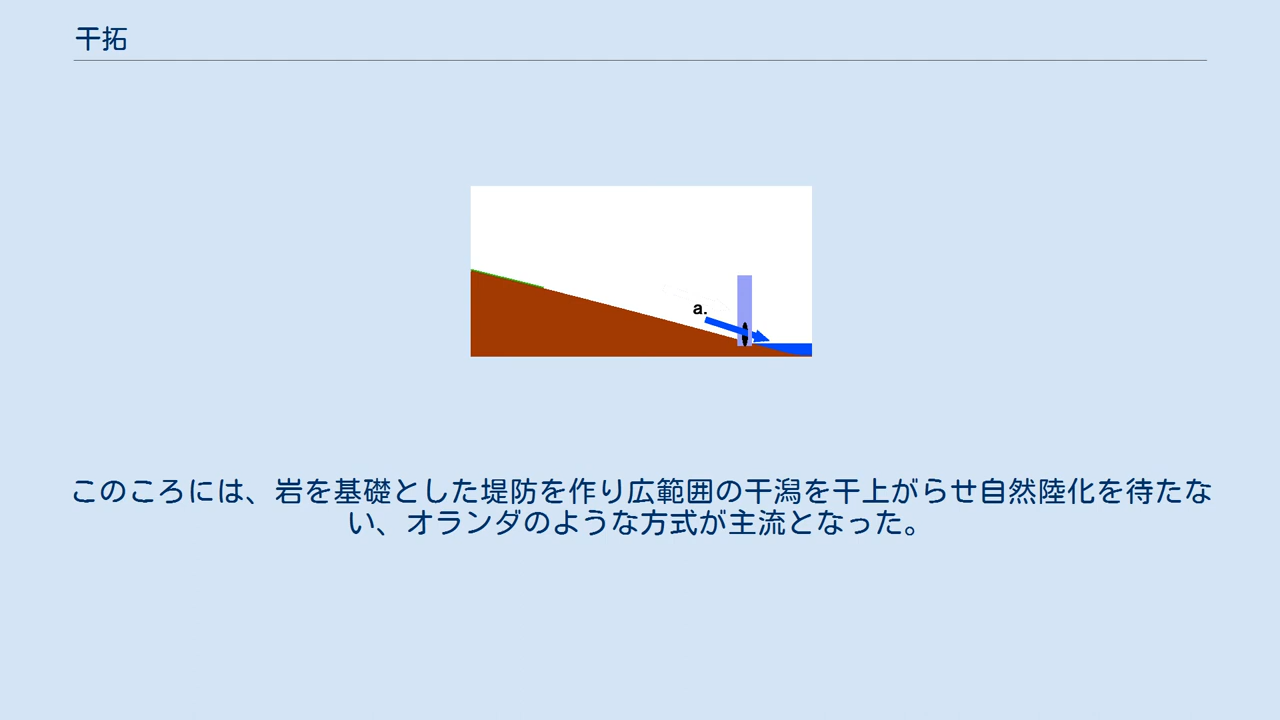 干拓
a.
このころには、岩を基礎とした堤防を作り広範囲の干潟を干上がらせ自然陸化を待たな
い、オランダのような方式が主流となった。